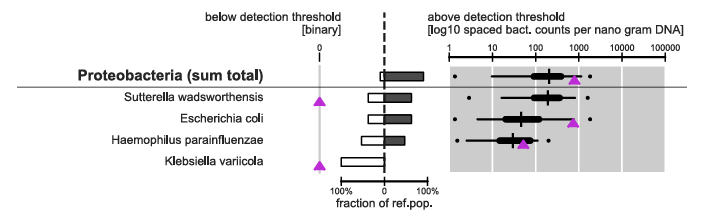 below detection threshold
[binary]
above detection threshold
[log10 spaced bact. counts per nano gram DNA]
0
1 10 100 1000 10000 100000
Proteobacteria (sum total)
Sutterella wadsworthensis
Escherichia coli
Haemophilus parainfluenzae
Klebsiella variicola
100% 0 100%
fraction of ref.pop.